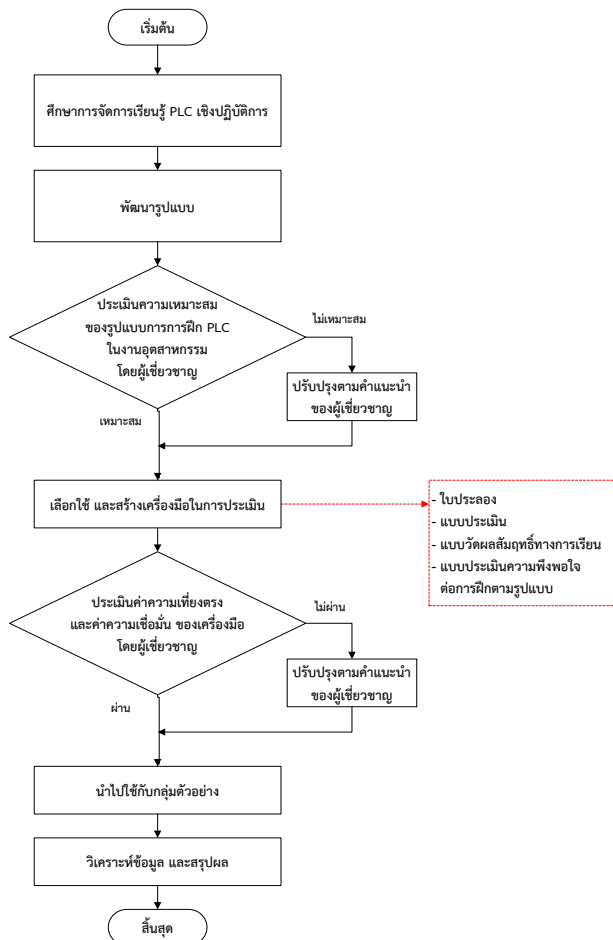 เริ่มต้น
ศึกษาการจัดการเรียนรู้ PLC เชิงปฏิบัติการ
พัฒนารูปแบบ
ประเมินความเหมาะสม
ของรูปแบบการการฝึก PLC
ในงานอุตสาหกรรม
โดยผู้เชี่ยวชาญ
ไม่เหมาะสม
ปรับปรุงตามคำแนะนำ
ของผู้เชี่ยวชาญ
เหมาะสม
เลือกใช้ และสร้างเครื่องมือในการประเมิน
- ใบประลอง
- แบบประเมิน
- แบบวัดผลสัมฤทธิ์ทางการเรียน
- แบบประเมินความพึงพอใจ
ต่อการฝึกตามรูปแบบ
ประเมินค่าความเที่ยงตรง
และค่าความเชื่อมั่น ของเครื่องมือ
โดยผู้เชี่ยวชาญ
ไม่ผ่าน
ปรับปรุงตามคำแนะนำ
ของผู้เชี่ยวชาญ
ผ่าน
นำไปใช้กับกลุ่มตัวอย่าง
วิเคราะห์ข้อมูล และสรุปผล
สิ้นสุด